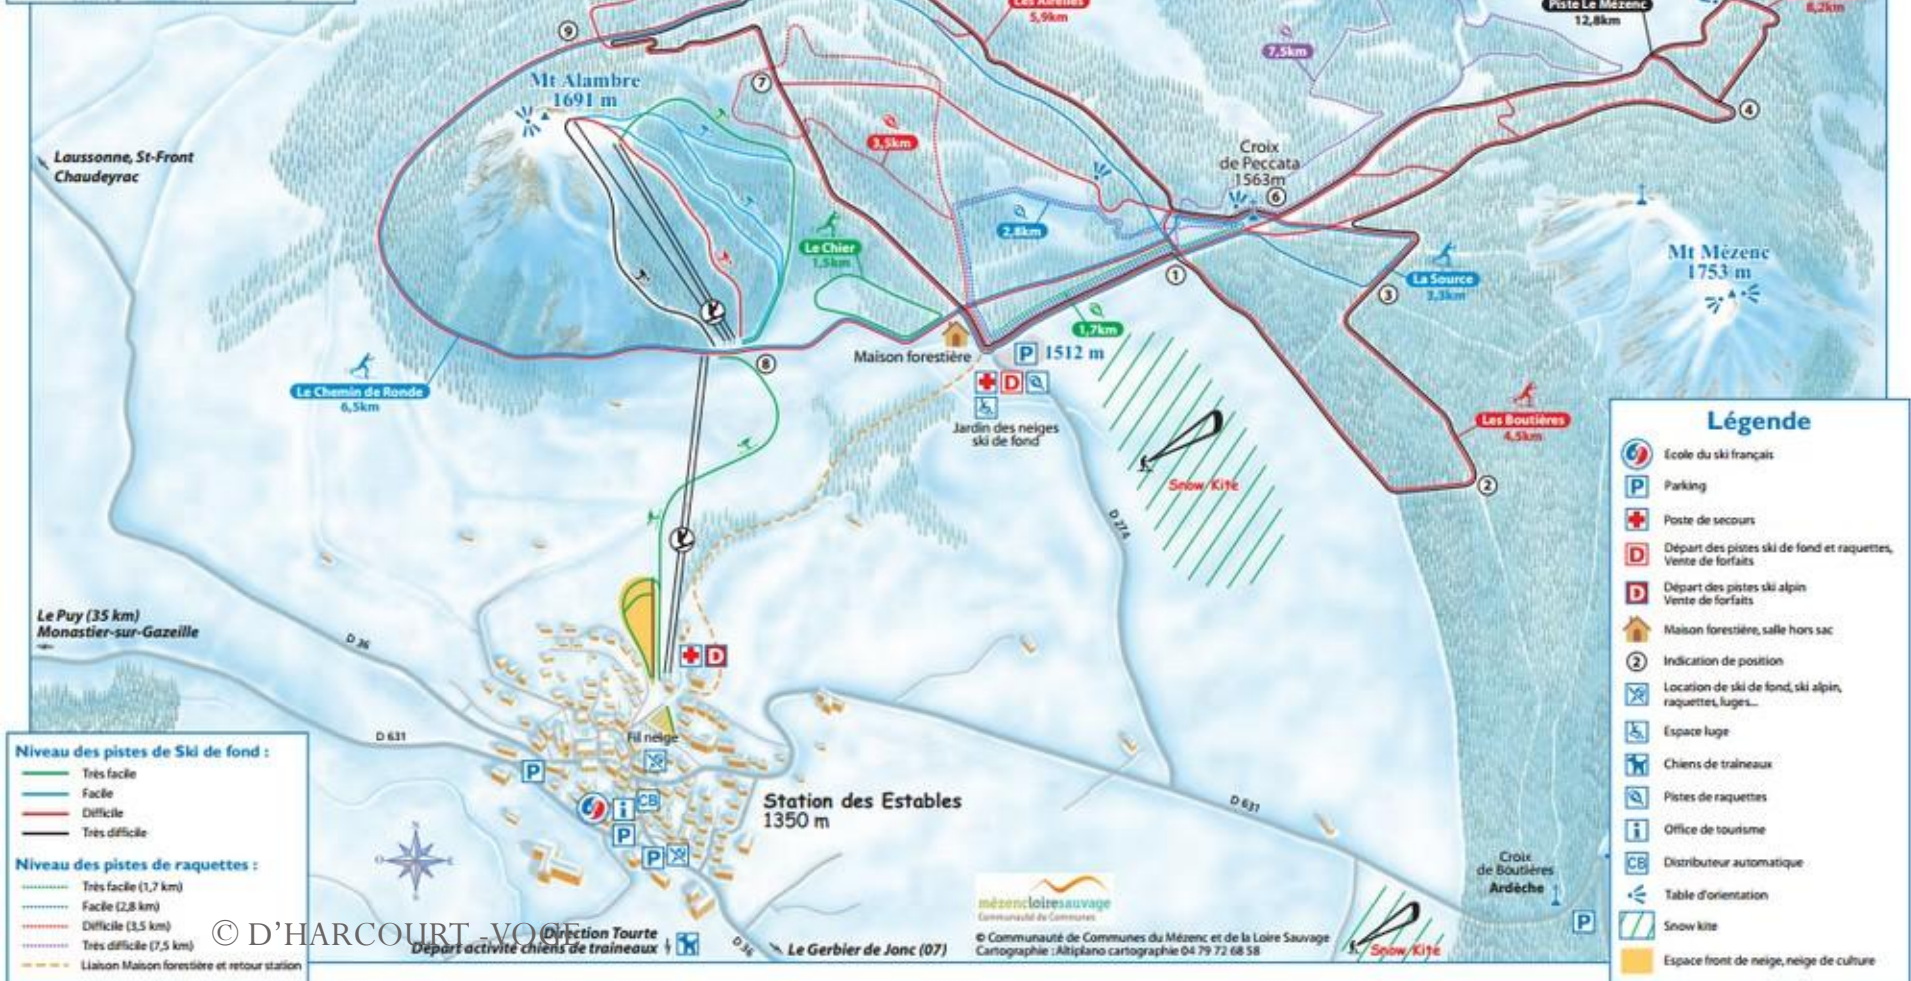 Les Airelles
5,9km
Piste Le Mézenc
12,8km
8,2km
9
7,5km
Mt Alambre
1691 m
7
4
3,5km
Croix
de Peccata
1563m
6
Laussonne, St-Front
Chaudeyrac
2,8km
Le Chier
1,5km
1
Mt Mézenc
1753 m
La Source
3,3km
3
1,7km
Maison forestière
P 1512 m
8
D
Le Chemin de Ronde
6,5km
Jardin des neiges
ski de fond
Les Boutières
4,5km
Snow Kite
2
D 274
Légende
Ecole du ski français
P Parking
Poste de secours
D Départ des pistes ski de fond et raquettes,
Vente de forfaits
D Départ des pistes ski alpin
Vente de forfaits
Maison forestière, salle hors sac
2 Indication de position
Location de ski de fond, ski alpin,
raquettes, luges...
Espace luge
Chiens de traîneaux
Pistes de raquettes
i Office de tourisme
CB Distributeur automatique
Table d'orientation
Snow kite
Espace front de neige, neige de culture
Le Puy (35 km)
Monastier-sur-Gazeille
D 36
D
D 631
Fil neige
P
CB
i
P
P
Station des Estables
1350 m
D 631
Niveau des pistes de Ski de fond :
Très facile
Facile
Difficile
Très difficile
Niveau des pistes de raquettes :
Très facile (1,7 km)
Facile (2,8 km)
Difficile (3,5 km)
Très difficile (7,5 km)
Liaison Maison forestière et retour station
N
O E
S
© D'HARCOURT -VOGE
Direction Tourte
Départ activité chiens de traineaux
D 36
Le Gerbier de Jonc (07)
mézencloiresauvage
Communauté de Communes
© Communauté de Communes du Mézenc et de la Loire Sauvage
Cartographie : Altiplano cartographie 04 79 72 68 58
Croix
de Boutières
Ardèche
P
Snow Kite